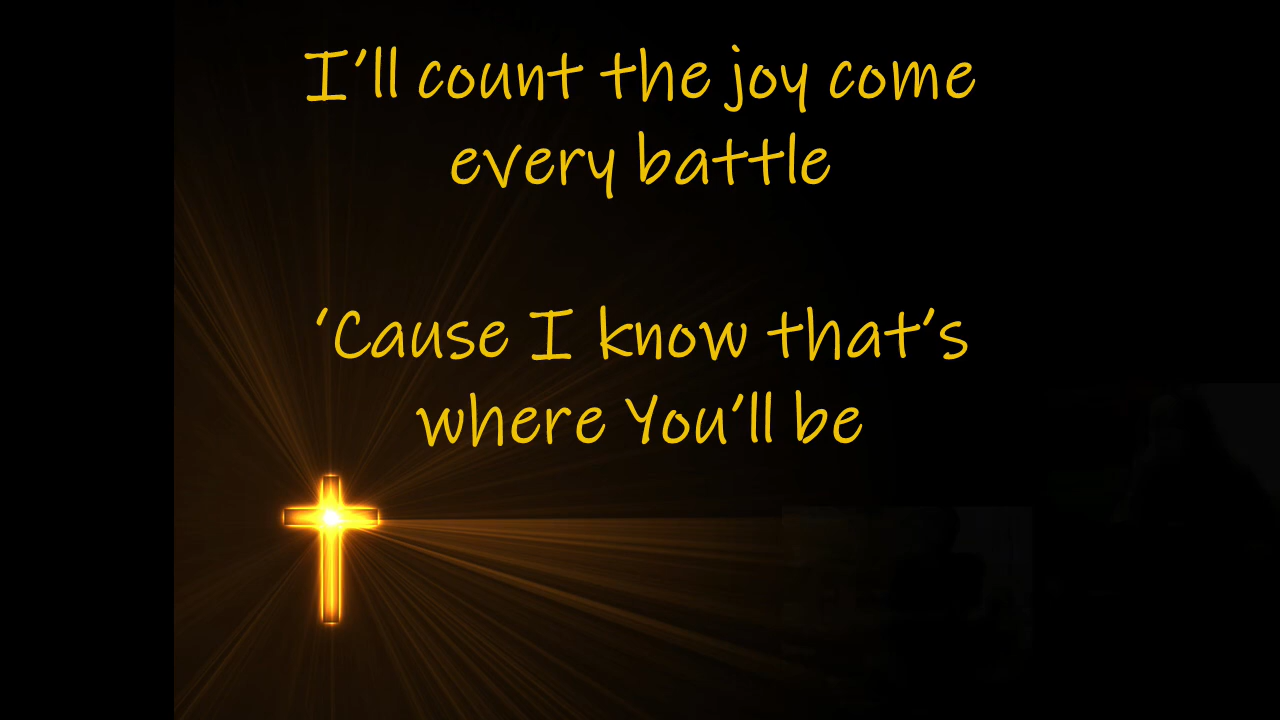 I’ll count the joy come
every battle
‘Cause I know that’s
where You’ll be